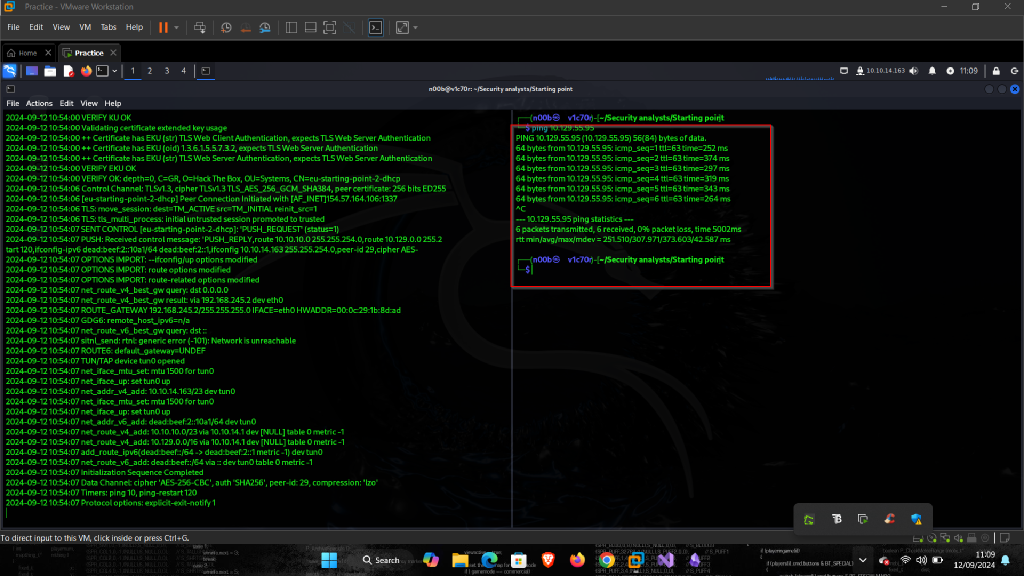 Practice - VMware Workstation
File Edit View VM Tabs Help
Home Practice
1 2 3 4 10.10.14.163 11:09
n00b@v1c70r: ~/Security analysts/Starting point
File Actions Edit View Help
2024-09-12 10:54:00 VERIFY KU OK
2024-09-12 10:54:00 Validating certificate extended key usage
2024-09-12 10:54:00 ++ Certificate has EKU (str) TLS Web Client Authentication, expects TLS Web Server Authentication
2024-09-12 10:54:00 ++ Certificate has EKU (oid) 1.3.6.1.5.5.7.3.2, expects TLS Web Server Authentication
2024-09-12 10:54:00 ++ Certificate has EKU (str) TLS Web Server Authentication, expects TLS Web Server Authentication
2024-09-12 10:54:00 VERIFY EKU OK
2024-09-12 10:54:00 VERIFY OK: depth=0, C=GR, O=Hack The Box, OU=Systems, CN=eu-starting-point-2-dhcp
2024-09-12 10:54:06 Control Channel: TLSv1.3, cipher TLSv1.3 TLS_AES_256_GCM_SHA384, peer certificate: 256 bits ED255
2024-09-12 10:54:06 [eu-starting-point-2-dhcp] Peer Connection Initiated with [AF_INET]154.57.164.106:1337
2024-09-12 10:54:06 TLS: move_session: dest=TM_ACTIVE src=TM_INITIAL reinit_src=1
2024-09-12 10:54:06 TLS: tls_multi_process: initial untrusted session promoted to trusted
2024-09-12 10:54:07 SENT CONTROL [eu-starting-point-2-dhcp]: 'PUSH_REQUEST' (status=1)
2024-09-12 10:54:07 PUSH: Received control message: 'PUSH_REPLY,route 10.10.10.0 255.255.254.0,route 10.129.0.0 255.2
tart 120,ifconfig-ipv6 dead:beef:2::10a1/64 dead:beef:2::1,ifconfig 10.10.14.163 255.255.254.0,peer-id 29,cipher AES-
2024-09-12 10:54:07 OPTIONS IMPORT: --ifconfig/up options modified
2024-09-12 10:54:07 OPTIONS IMPORT: route options modified
2024-09-12 10:54:07 OPTIONS IMPORT: route-related options modified
2024-09-12 10:54:07 net_route_v4_best_gw query: dst 0.0.0.0
2024-09-12 10:54:07 net_route_v4_best_gw result: via 192.168.245.2 dev eth0
2024-09-12 10:54:07 ROUTE_GATEWAY 192.168.245.2/255.255.255.0 IFACE=eth0 HWADDR=00:0c:29:1b:8d:ad
2024-09-12 10:54:07 GDG6: remote_host_ipv6=n/a
2024-09-12 10:54:07 net_route_v6_best_gw query: dst ::
2024-09-12 10:54:07 sitnl_send: rtnl: generic error (-101): Network is unreachable
2024-09-12 10:54:07 ROUTE6: default_gateway=UNDEF
2024-09-12 10:54:07 TUN/TAP device tun0 opened
2024-09-12 10:54:07 net_iface_mtu_set: mtu 1500 for tun0
2024-09-12 10:54:07 net_iface_up: set tun0 up
2024-09-12 10:54:07 net_addr_v4_add: 10.10.14.163/23 dev tun0
2024-09-12 10:54:07 net_iface_mtu_set: mtu 1500 for tun0
2024-09-12 10:54:07 net_iface_up: set tun0 up
2024-09-12 10:54:07 net_addr_v6_add: dead:beef:2::10a1/64 dev tun0
2024-09-12 10:54:07 net_route_v4_add: 10.10.10.0/23 via 10.10.14.1 dev [NULL] table 0 metric -1
2024-09-12 10:54:07 net_route_v4_add: 10.129.0.0/16 via 10.10.14.1 dev [NULL] table 0 metric -1
2024-09-12 10:54:07 add_route_ipv6(dead:beef::/64 -> dead:beef:2::1 metric -1) dev tun0
2024-09-12 10:54:07 net_route_v6_add: dead:beef::/64 via :: dev tun0 table 0 metric -1
2024-09-12 10:54:07 Initialization Sequence Completed
2024-09-12 10:54:07 Data Channel: cipher 'AES-256-CBC', auth 'SHA256', peer-id: 29, compression: 'lzo'
2024-09-12 10:54:07 Timers: ping 10, ping-restart 120
2024-09-12 10:54:07 Protocol options: explicit-exit-notify 1
(n00b㉿v1c70r)-[~/Security analysts/Starting point]
$ ping 10.129.55.95
PING 10.129.55.95 (10.129.55.95) 56(84) bytes of data.
64 bytes from 10.129.55.95: icmp_seq=1 ttl=63 time=252 ms
64 bytes from 10.129.55.95: icmp_seq=2 ttl=63 time=374 ms
64 bytes from 10.129.55.95: icmp_seq=3 ttl=63 time=297 ms
64 bytes from 10.129.55.95: icmp_seq=4 ttl=63 time=319 ms
64 bytes from 10.129.55.95: icmp_seq=5 ttl=63 time=343 ms
64 bytes from 10.129.55.95: icmp_seq=6 ttl=63 time=264 ms
^C
--- 10.129.55.95 ping statistics ---
6 packets transmitted, 6 received, 0% packet loss, time 5002ms
rtt min/avg/max/mdev = 251.510/307.971/373.603/42.587 ms
(n00b㉿v1c70r)-[~/Security analysts/Starting point]
$
To direct input to this VM, click inside or press Ctrl+G.
Search
11:09
12/09/2024